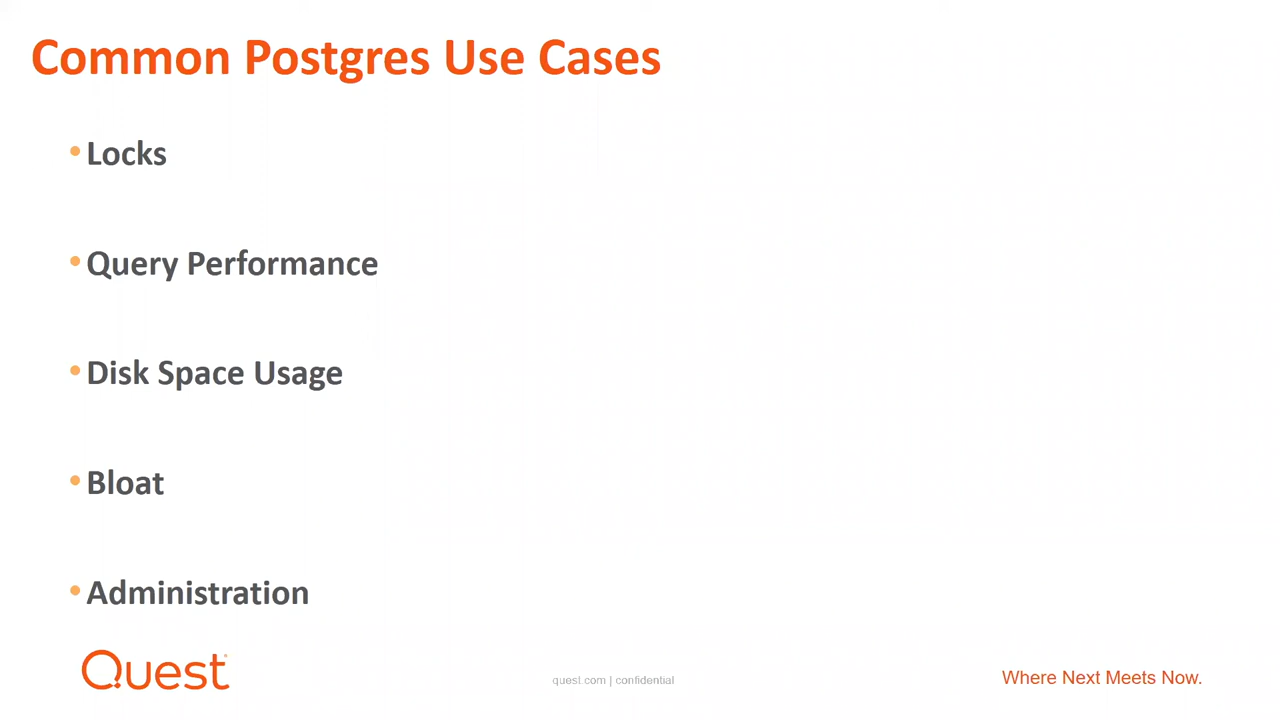 Common Postgres Use Cases
•Locks
•Query Performance
•Disk Space Usage
•Bloat
•Administration
Quest
quest.com | confidential
Where Next Meets Now.